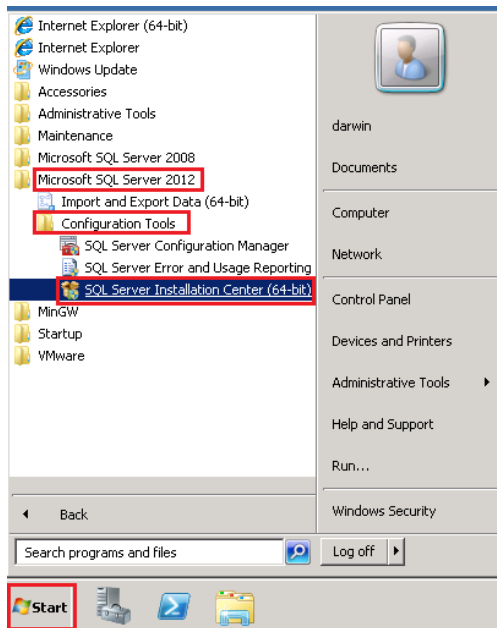 Internet Explorer (64-bit)
Internet Explorer
Windows Update
Accessories
Administrative Tools
Maintenance
Microsoft SQL Server 2008
Microsoft SQL Server 2012
Import and Export Data (64-bit)
Configuration Tools
SQL Server Configuration Manager
SQL Server Error and Usage Reporting
SQL Server Installation Center (64-bit)
MinGW
Startup
VMware
Back
Search programs and files
darwin
Documents
Computer
Network
Control Panel
Devices and Printers
Administrative Tools
Help and Support
Run...
Windows Security
Log off
Start